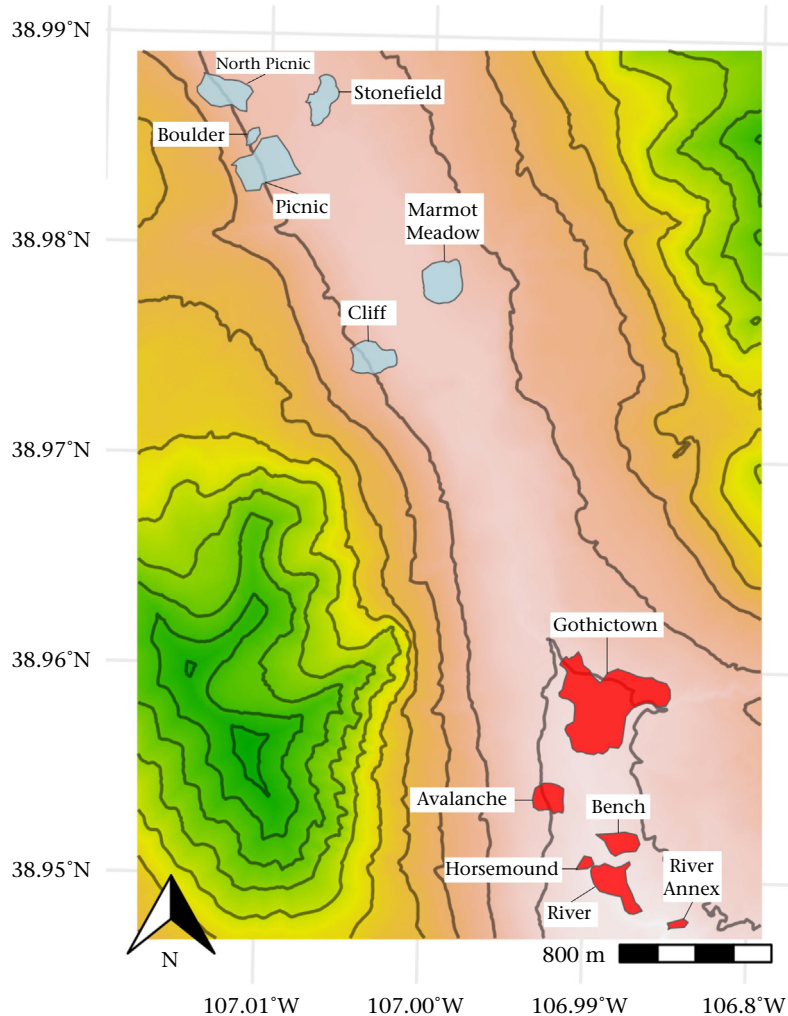 38.99°N
North Picnic
Stonefield
Boulder
Picnic
Marmot
Meadow
38.98°N
Cliff
38.97°N
Gothictown
38.96°N
Avalanche
Bench
38.95°N
Horsemound
River
Annex
River
N
800 m
107.01°W
107.00°W
106.99°W
106.8°W